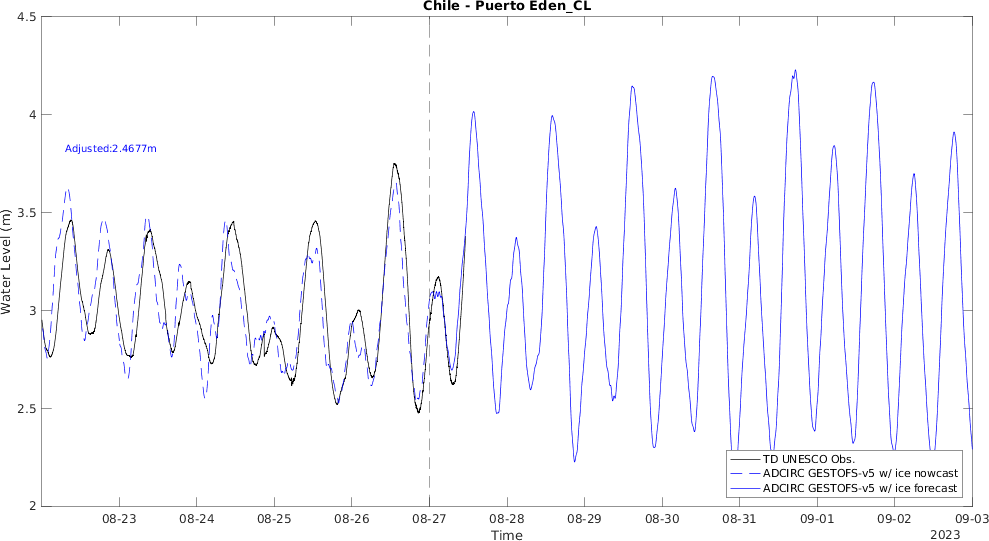 Chile - Puerto Eden_CL
4.5
4
3.5
3
2.5
2
Water Level (m)
Adjusted:2.4677m
TD UNESCO Obs.
ADCIRC GESTOFS-v5 w/ ice nowcast
ADCIRC GESTOFS-v5 w/ ice forecast
08-23 08-24 08-25 08-26 08-27 08-28 08-29 08-30 08-31 09-01 09-02 09-03
Time
2023